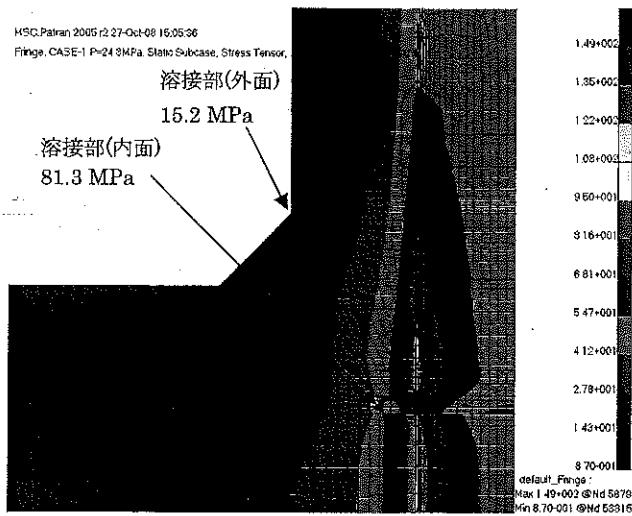 MSC.Patran 2005 r2 27-Oct-08 15:05:36
Fringe, CASE-1 P=24.8MPa, Static Subcase, Stress Tensor,
溶接部(外面)
15.2 MPa
溶接部(内面)
81.3 MPa
1.49+002
1.35+002
1.22+002
1.08+002
9.50+001
8.16+001
6.81+001
5.47+001
4.12+001
2.78+001
1.43+001
8.70-001
default_Fringe :
Max 1.49+002 @Nd 5878
Min 8.70-001 @Nd 53316